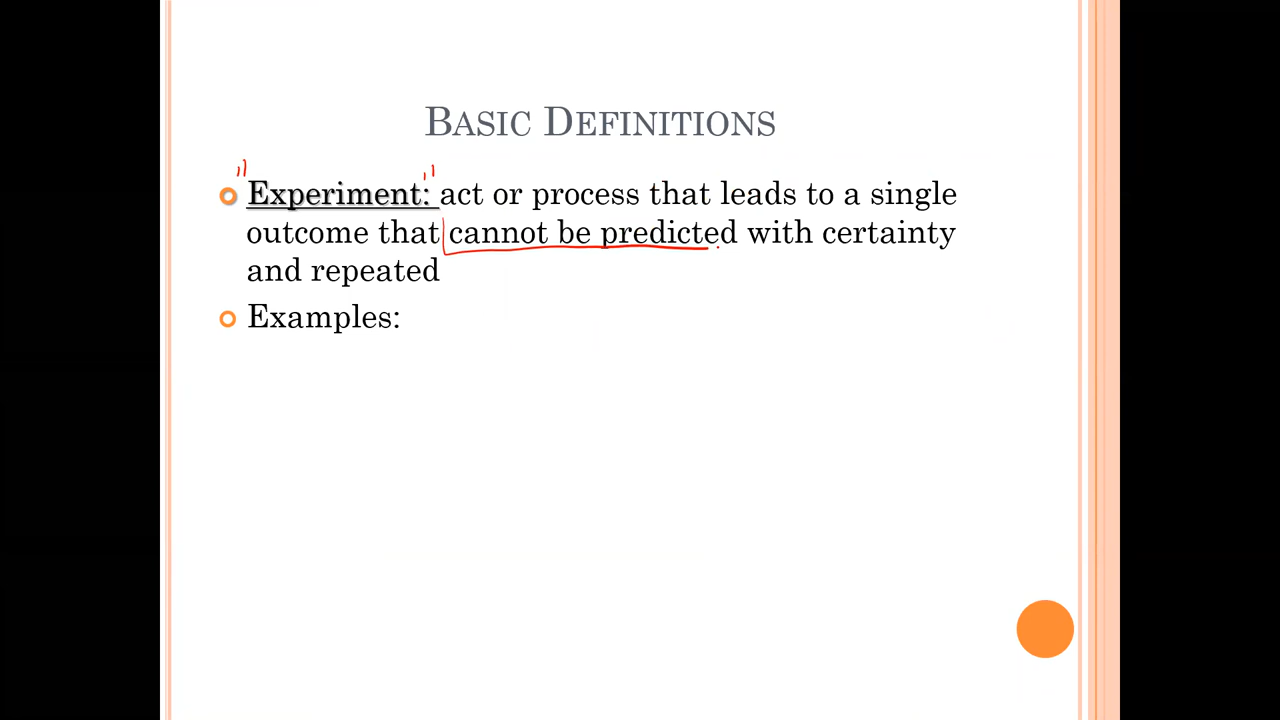 BASIC DEFINITIONS
Experiment: act or process that leads to a single
outcome that cannot be predicted with certainty
and repeated
Examples: